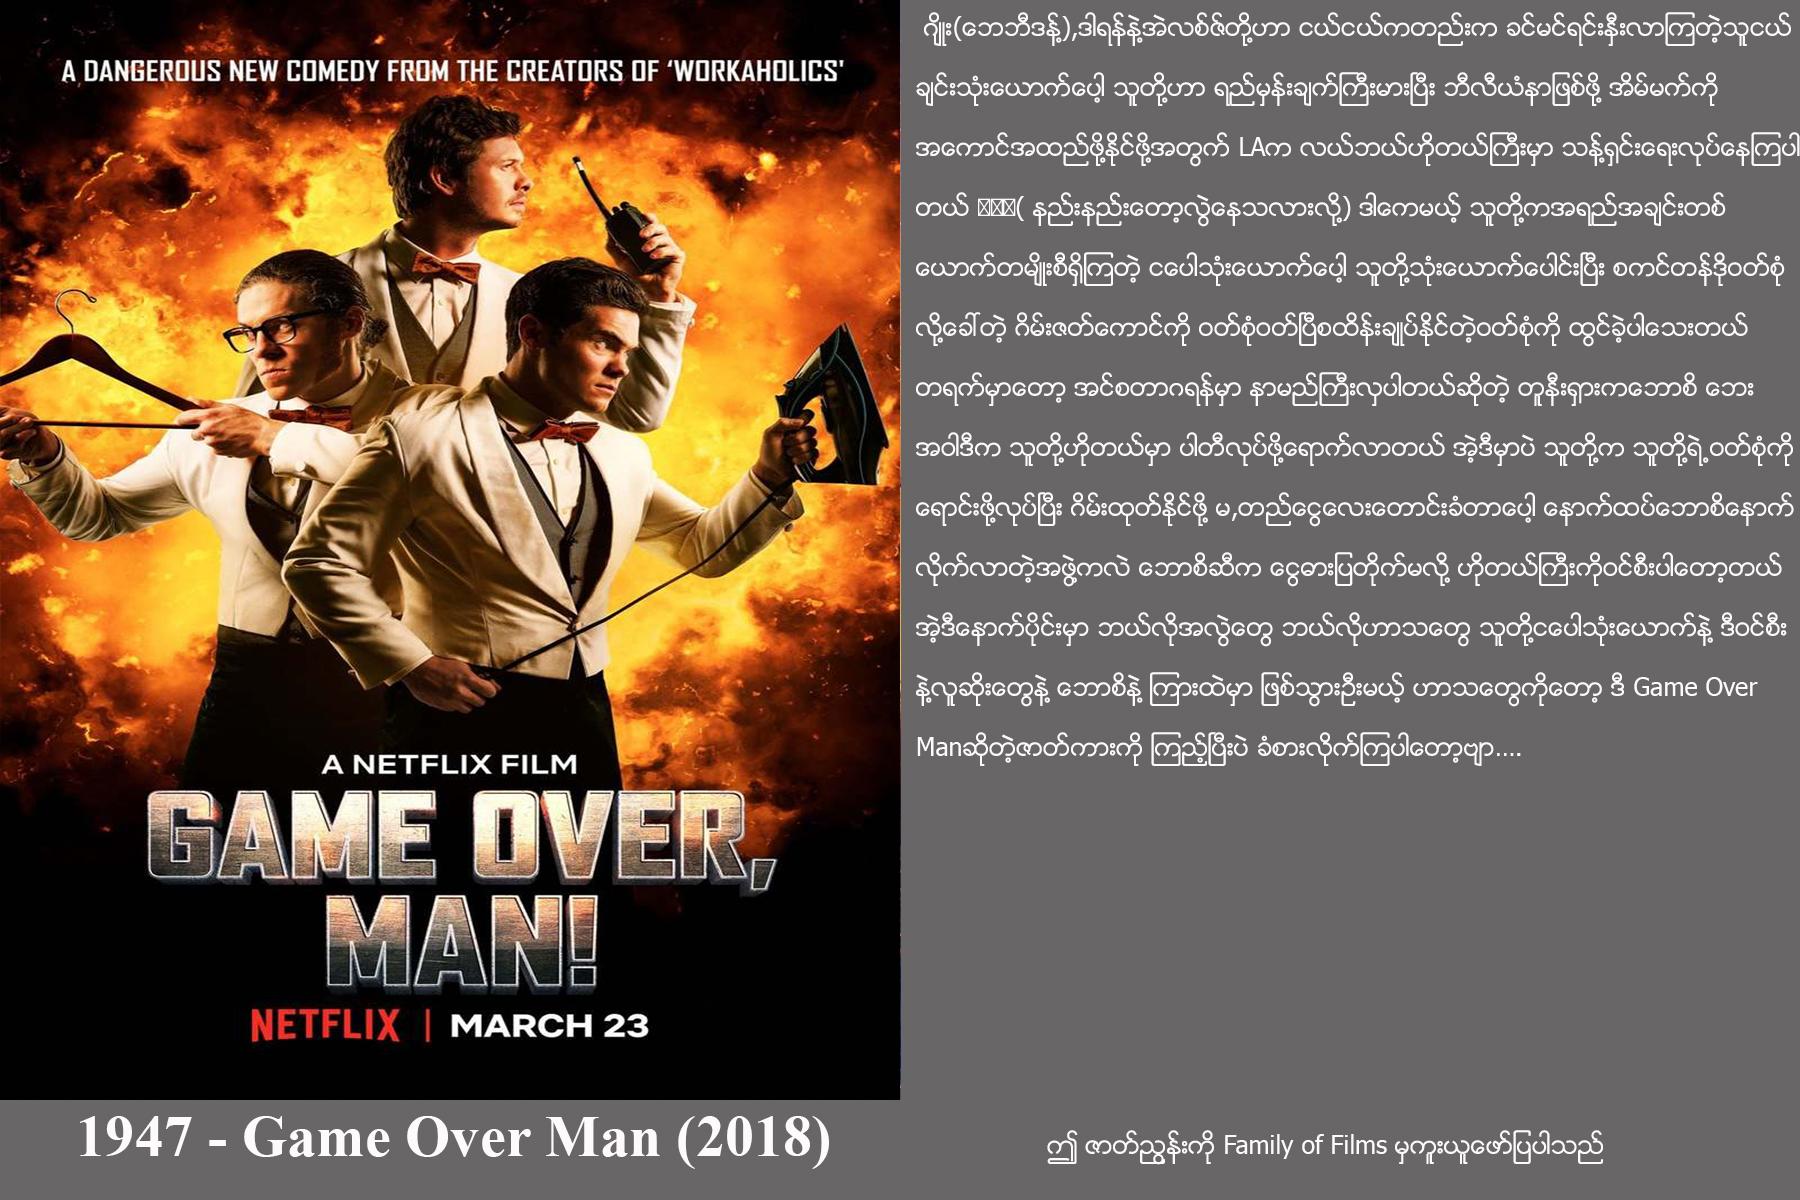 A DANGEROUS NEW COMEDY FROM THE CREATORS OF 'WORKAHOLICS'
A NETFLIX FILM
GAME OVER,
MAN!
NETFLIX | MARCH 23
1947 - Game Over Man (2018)
ဂျိုး(ဘေဘီဒန့်),ဒါရန်နဲ့အဲလစ်ဇ်တို့ဟာ ငယ်ငယ်ကတည်းက ခင်မင်ရင်းနှီးလာကြတဲ့သူငယ်
ချင်းသုံးယောက်ပေါ့ သူတို့ဟာ ရည်မှန်းချက်ကြီးမားပြီး ဘီလီယံနာဖြစ်ဖို့ အိမ်မက်ကို
အကောင်အထည်ဖို့နိုင်ဖို့အတွက် LAက လယ်ဘယ်ဟိုတယ်ကြီးမှာ သန့်ရှင်းရေးလုပ်နေကြပါ
တယ် ( နည်းနည်းတော့လွဲနေသလားလို့) ဒါကေမယ့် သူတို့ကအရည်အချင်းတစ်
ယောက်တမျိုးစီရှိကြတဲ့ ငပေါသုံးယောက်ပေါ့ သူတို့သုံးယောက်ပေါင်းပြီး စကင်တန်ဒိုဝတ်စုံ
လို့ခေါ်တဲ့ ဂိမ်းဇတ်ကောင်ကို ဝတ်စုံဝတ်ပြီစထိန်းချုပ်နိုင်တဲ့ဝတ်စုံကို ထွင်ခဲ့ပါသေးတယ်
တရက်မှာတော့ အင်စတာဂရန်မှာ နာမည်ကြီးလှပါတယ်ဆိုတဲ့ တူနီးရှားကဘောစိ ဘေး
အဝါဒီက သူတို့ဟိုတယ်မှာ ပါတီလုပ်ဖို့ရောက်လာတယ် အဲ့ဒီမှာပဲ သူတို့က သူတို့ရဲ့ဝတ်စုံကို
ရောင်းဖို့လုပ်ပြီး ဂိမ်းထုတ်နိုင်ဖို့ မ,တည်ငွေလေးတောင်းခံတာပေါ့ နောက်ထပ်ဘောစိနောက်
လိုက်လာတဲ့အဖွဲ့ကလဲ ဘောစိဆီက ငွေဓားပြတိုက်မလို့ ဟိုတယ်ကြီးကိုဝင်စီးပါတော့တယ်
အဲ့ဒီနောက်ပိုင်းမှာ ဘယ်လိုအလွဲတွေ ဘယ်လိုဟာသတွေ သူတို့ငပေါသုံးယောက်နဲ့ ဒီဝင်စီး
နဲ့လူဆိုးတွေနဲ့ ဘောစိနဲ့ ကြားထဲမှာ ဖြစ်သွားဦးမယ့် ဟာသတွေကိုတော့ ဒီ Game Over
Manဆိုတဲ့ဇာတ်ကားကို ကြည့်ပြီးပဲ ခံစားလိုက်ကြပါတော့ဗျာ....
ဤ ဇာတ်ညွှန်းကို Family of Films မှကူးယူဖော်ပြပါသည်